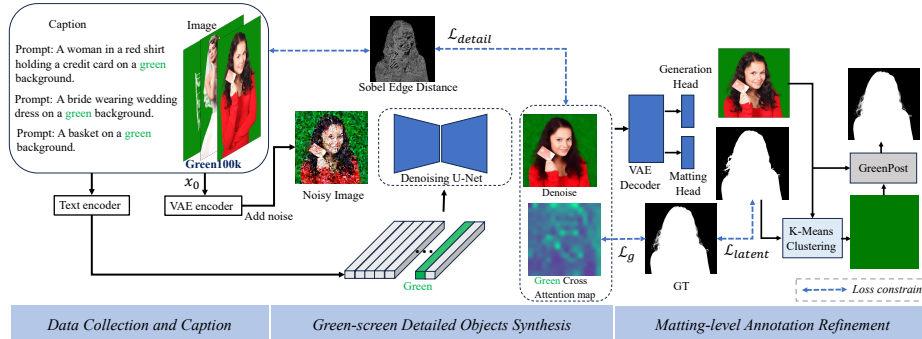 Caption
Image
Prompt: A woman in a red shirt
holding a credit card on a green
background.
Prompt: A bride wearing wedding
dress on a green background.
Prompt: A basket on a green
background.
Green100k
x₀
Text encoder
VAE encoder
Add noise
Sobel Edge Distance
ℒ_detail
Noisy Image
Denoising U-Net
...
Green
Denoise
Green Cross
Attention map
ℒ_g
GT
ℒ_latent
VAE
Decoder
Generation
Head
Matting
Head
K-Means
Clustering
GreenPost
Loss constrain
Data Collection and Caption
Green-screen Detailed Objects Synthesis
Matting-level Annotation Refinement